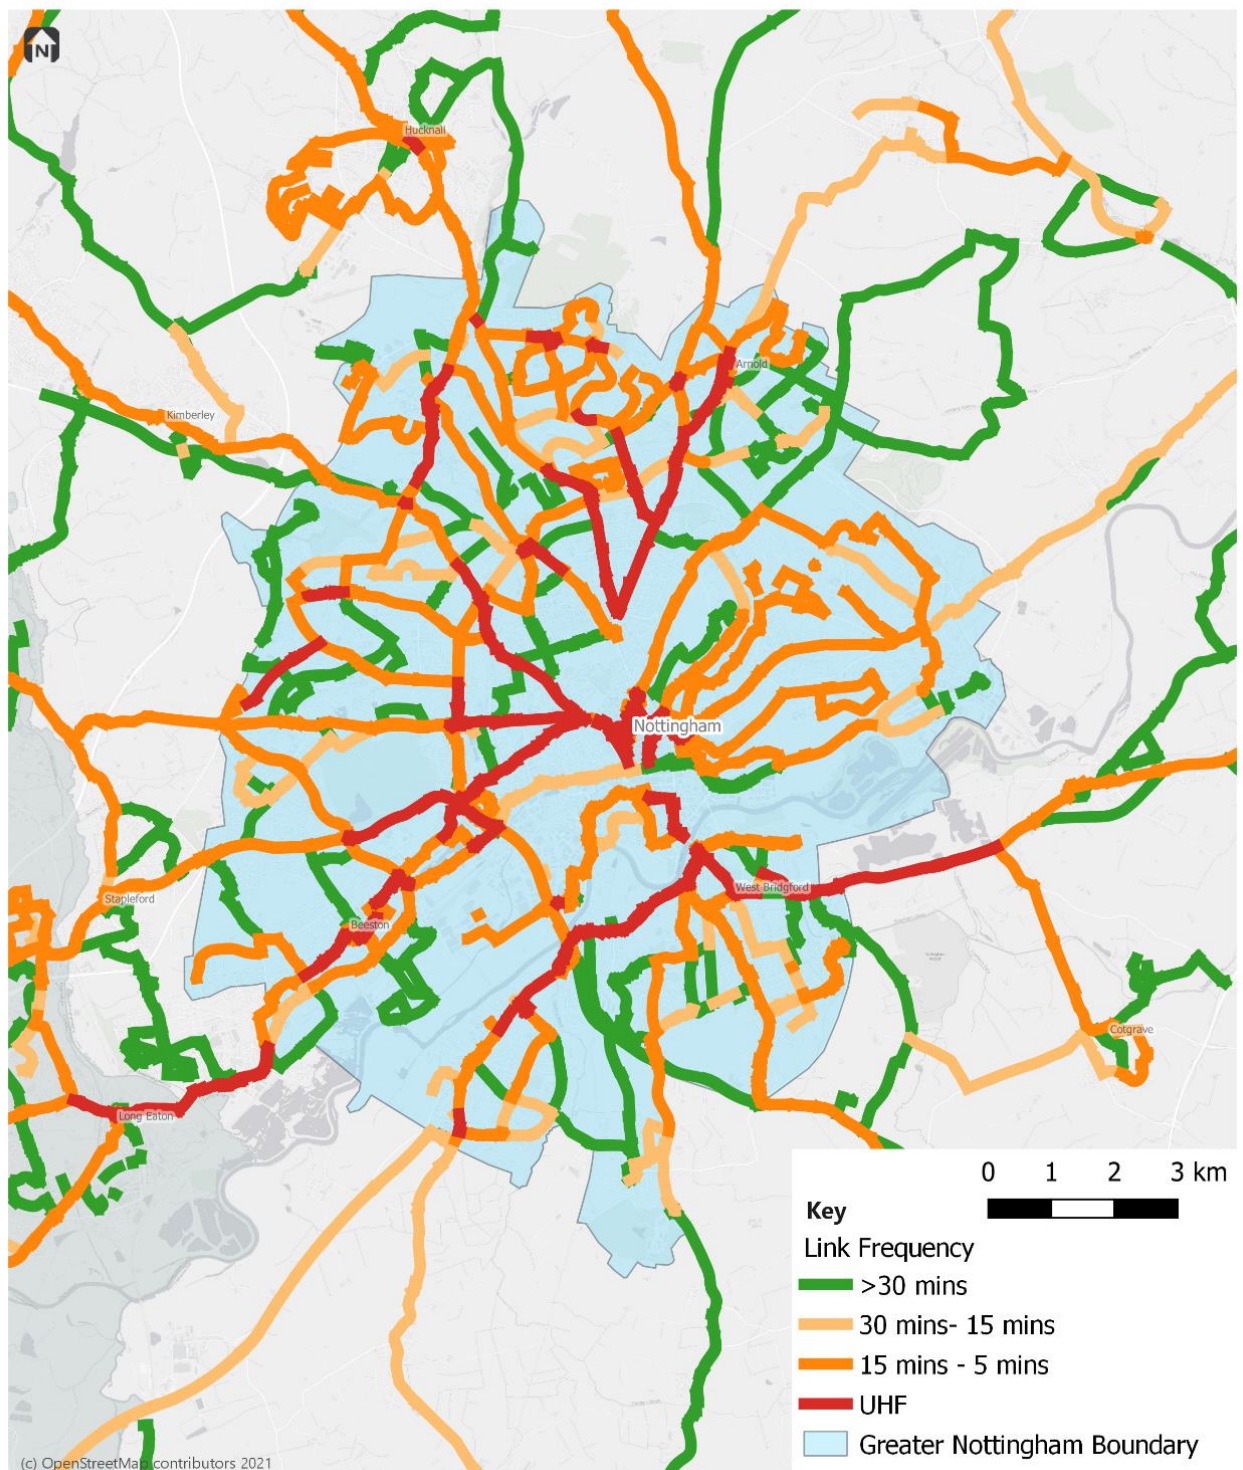 N
Hucknall
Arnold
Kimberley
Nottingham
West Bridgford
Stapleford
Beeston
Cotgrave
Long Eaton
0 1 2 3 km
Key
Link Frequency
>30 mins
30 mins- 15 mins
15 mins - 5 mins
UHF
Greater Nottingham Boundary
(c) OpenStreetMap contributors 2021